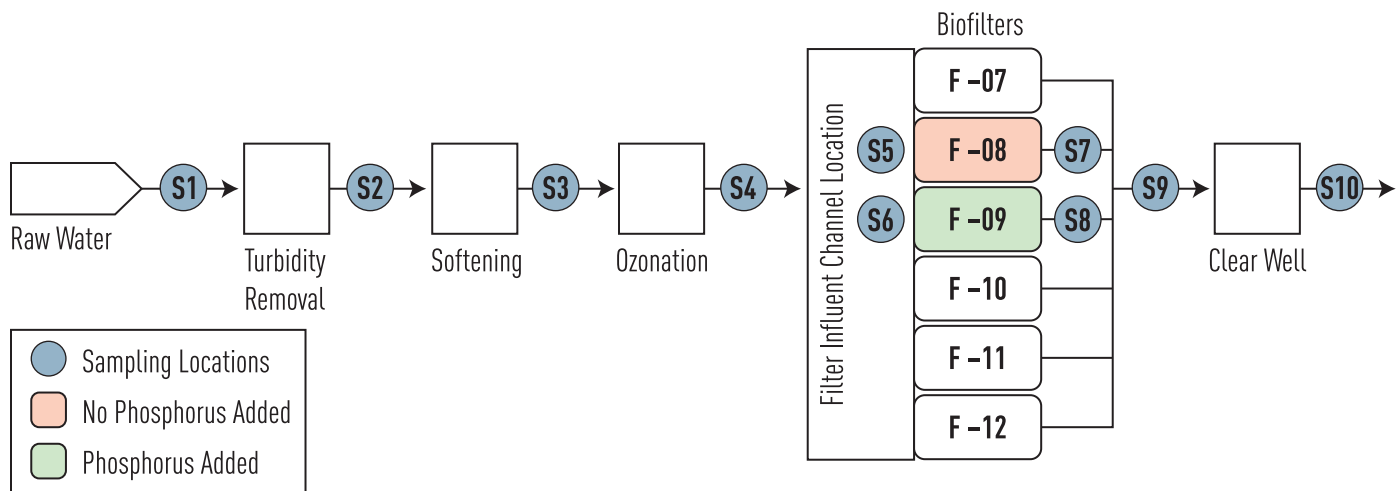 Biofilters
F –07
F –08
F –09
F –10
F –11
F –12
Filter Influent Channel Location
S1
S2
S3
S4
S5
S6
S7
S8
S9
S10
Raw Water
Turbidity
Removal
Softening
Ozonation
Clear Well
Sampling Locations
No Phosphorus Added
Phosphorus Added